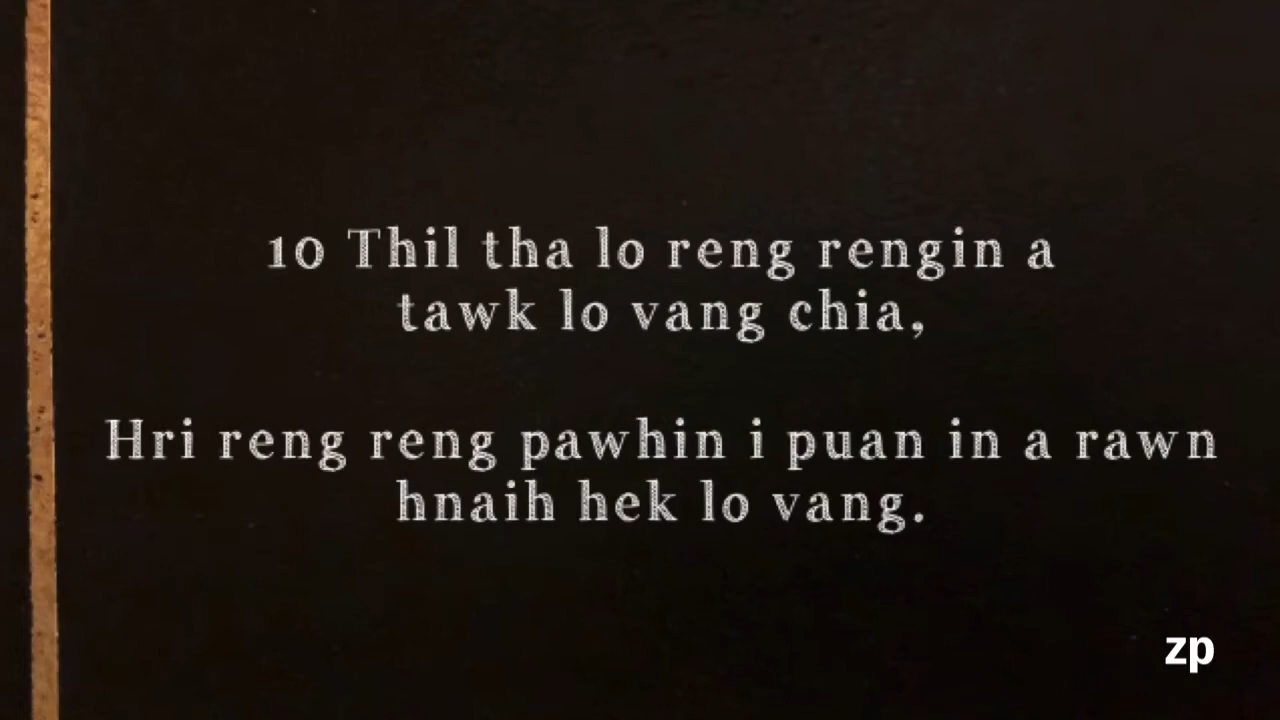 10 Thil tha lo reng rengin a
tawk lo vang chia,
Hri reng reng pawhin i puan in a rawn
hnaih hek lo vang.
zp